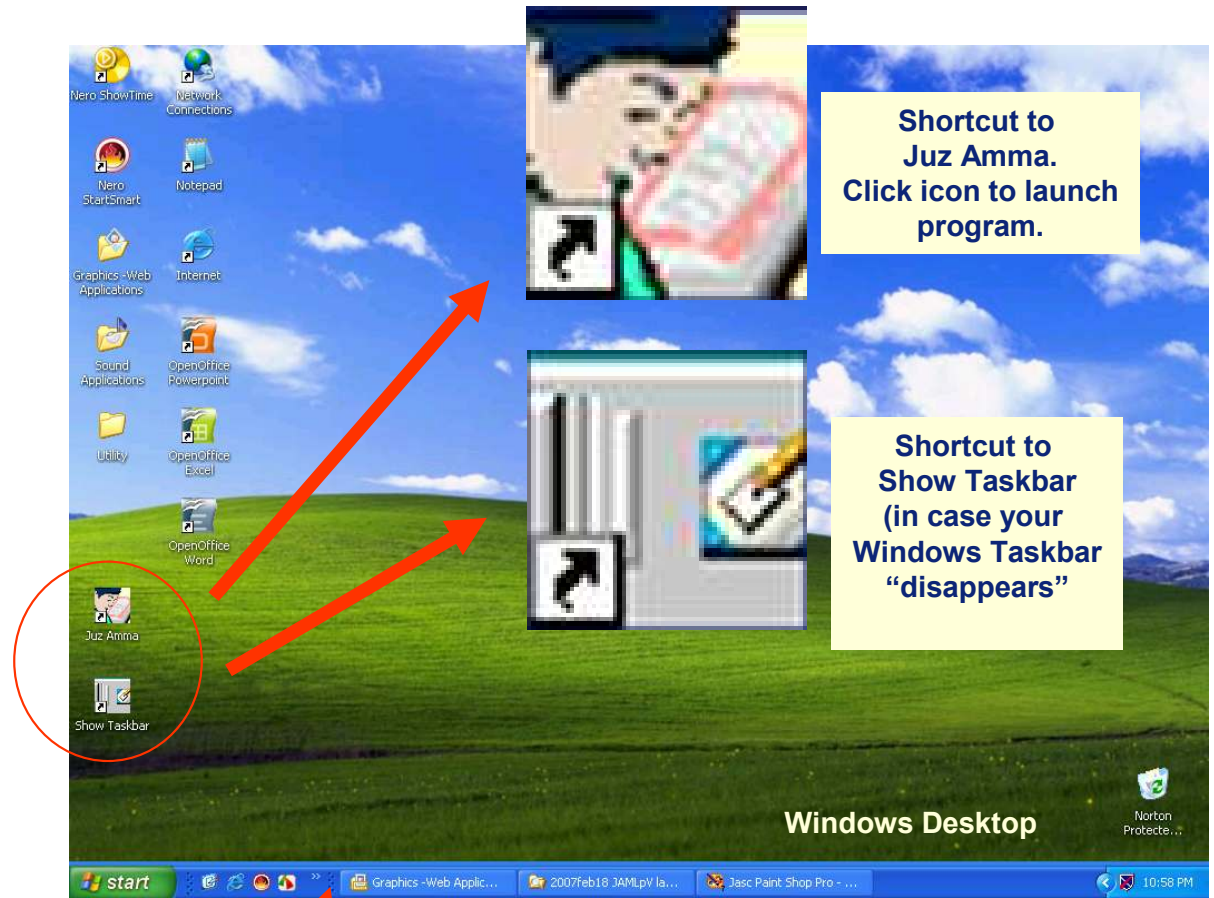 Nero ShowTime
Network
Connections
Nero
StartSmart
Notepad
Graphics -Web
Applications
Internet
Sound
Applications
OpenOffice
Powerpoint
Utility
OpenOffice
Excel
OpenOffice
Word
Juz Amma
Show Taskbar
Shortcut to
Juz Amma.
Click icon to launch
program.
Shortcut to
Show Taskbar
(in case your
Windows Taskbar
“disappears”
Windows Desktop
Norton
Protecte...
start
Graphics -Web Applic...
2007feb18 JAMLpV la...
Jasc Paint Shop Pro - ...
10:58 PM